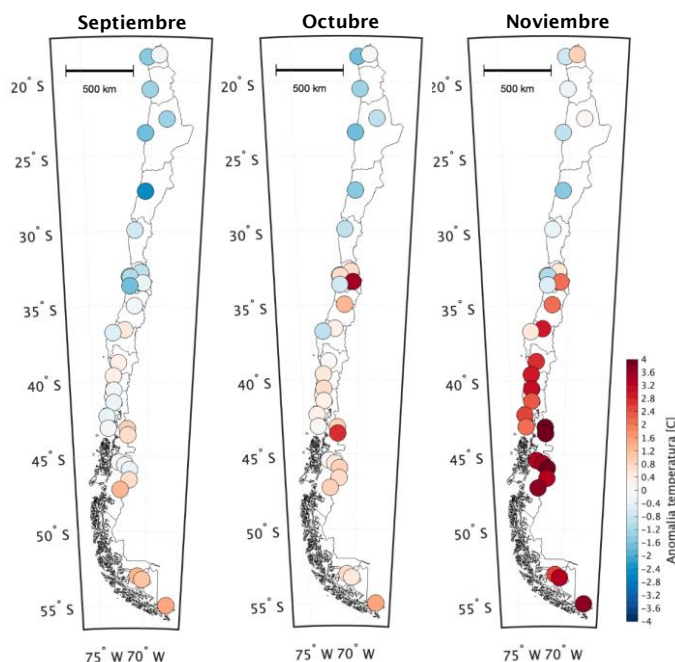 Septiembre
Octubre
Noviembre
20° S
25° S
30° S
35° S
40° S
45° S
50° S
55° S
500 km
75° W 70° W
20° S
25° S
30° S
35° S
40° S
45° S
50° S
55° S
500 km
75° W 70° W
20° S
25° S
30° S
35° S
40° S
45° S
50° S
55° S
500 km
75° W 70° W
4
3.6
3.2
2.8
2.4
2
1.6
1.2
0.8
0.4
0
-0.4
-0.8
-1.2
-1.6
-2
-2.4
-2.8
-3.2
-3.6
-4
Anomalia temperatura [C]